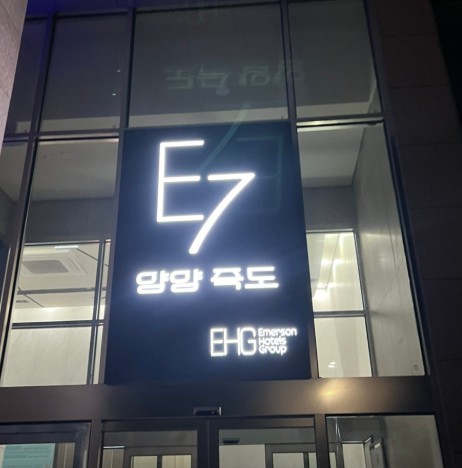 E7
양양 죽도
EHG Emerson
Hotels
Group